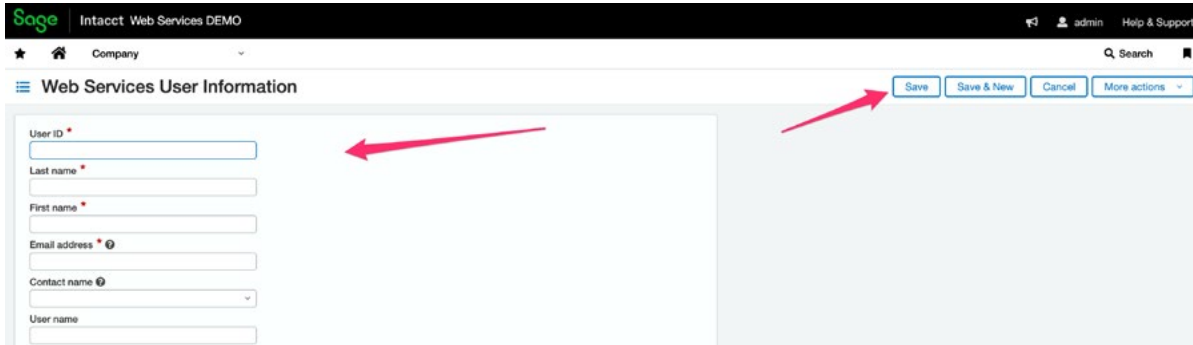 Sage Intacct Web Services DEMO admin Help & Support
Company Search
Web Services User Information Save Save & New Cancel More actions
User ID *
Last name *
First name *
Email address *
Contact name
User name